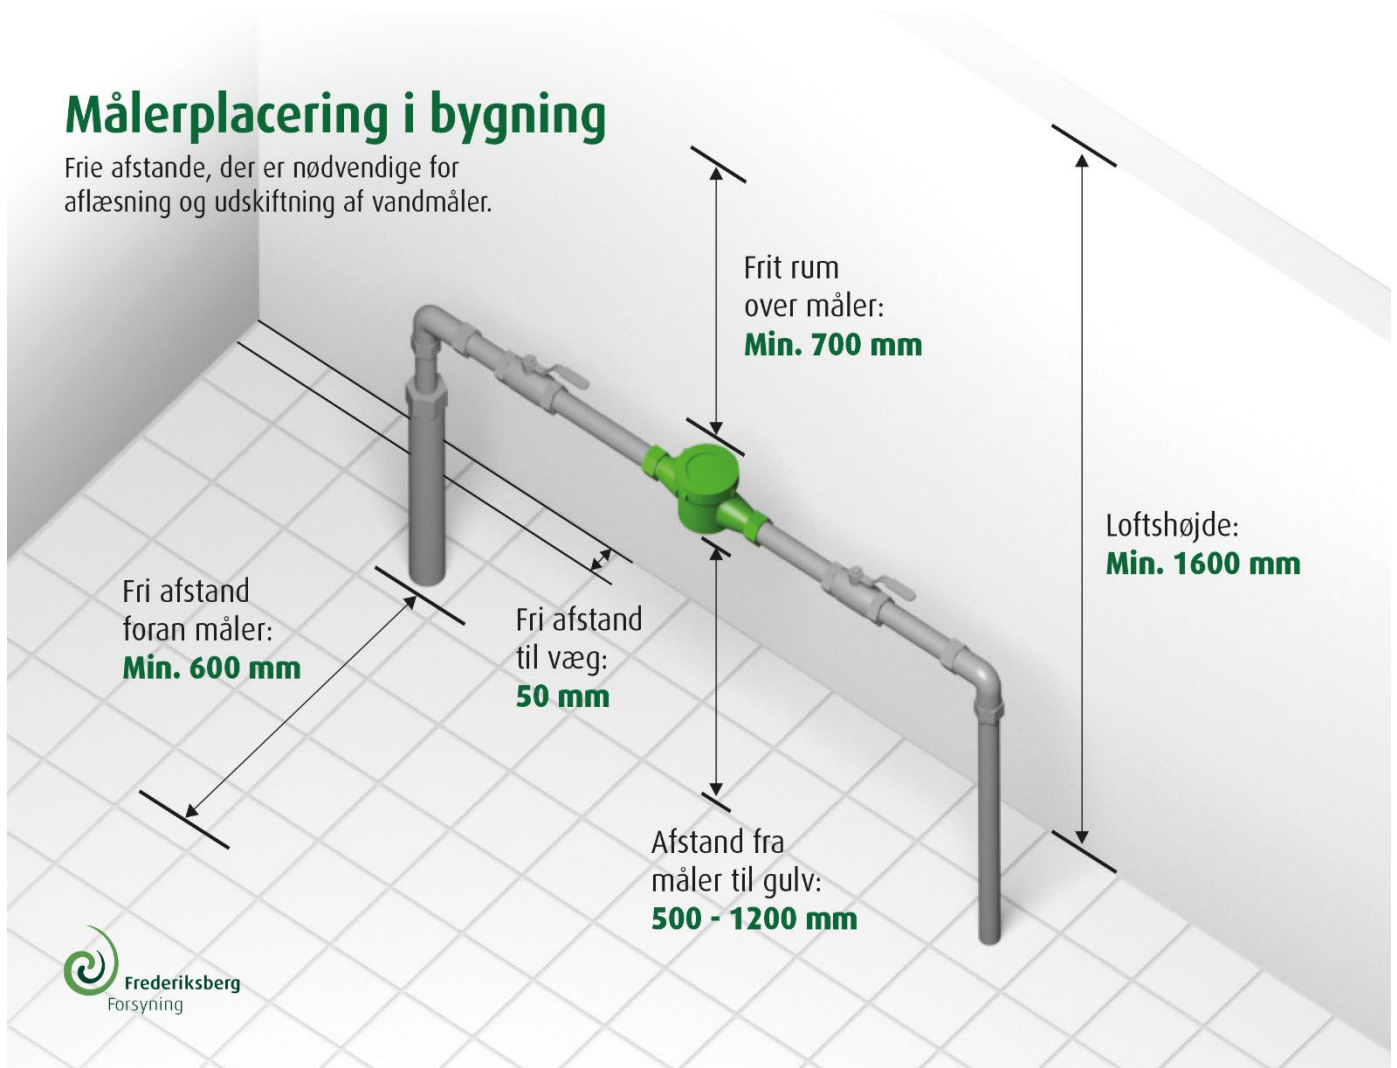 Målerplacering i bygning
Frie afstande, der er nødvendige for
aflæsning og udskiftning af vandmåler.
Frit rum
over måler:
Min. 700 mm
Loftshøjde:
Min. 1600 mm
Fri afstand
foran måler:
Min. 600 mm
Fri afstand
til væg:
50 mm
Afstand fra
måler til gulv:
500 - 1200 mm
Frederiksberg
Forsyning